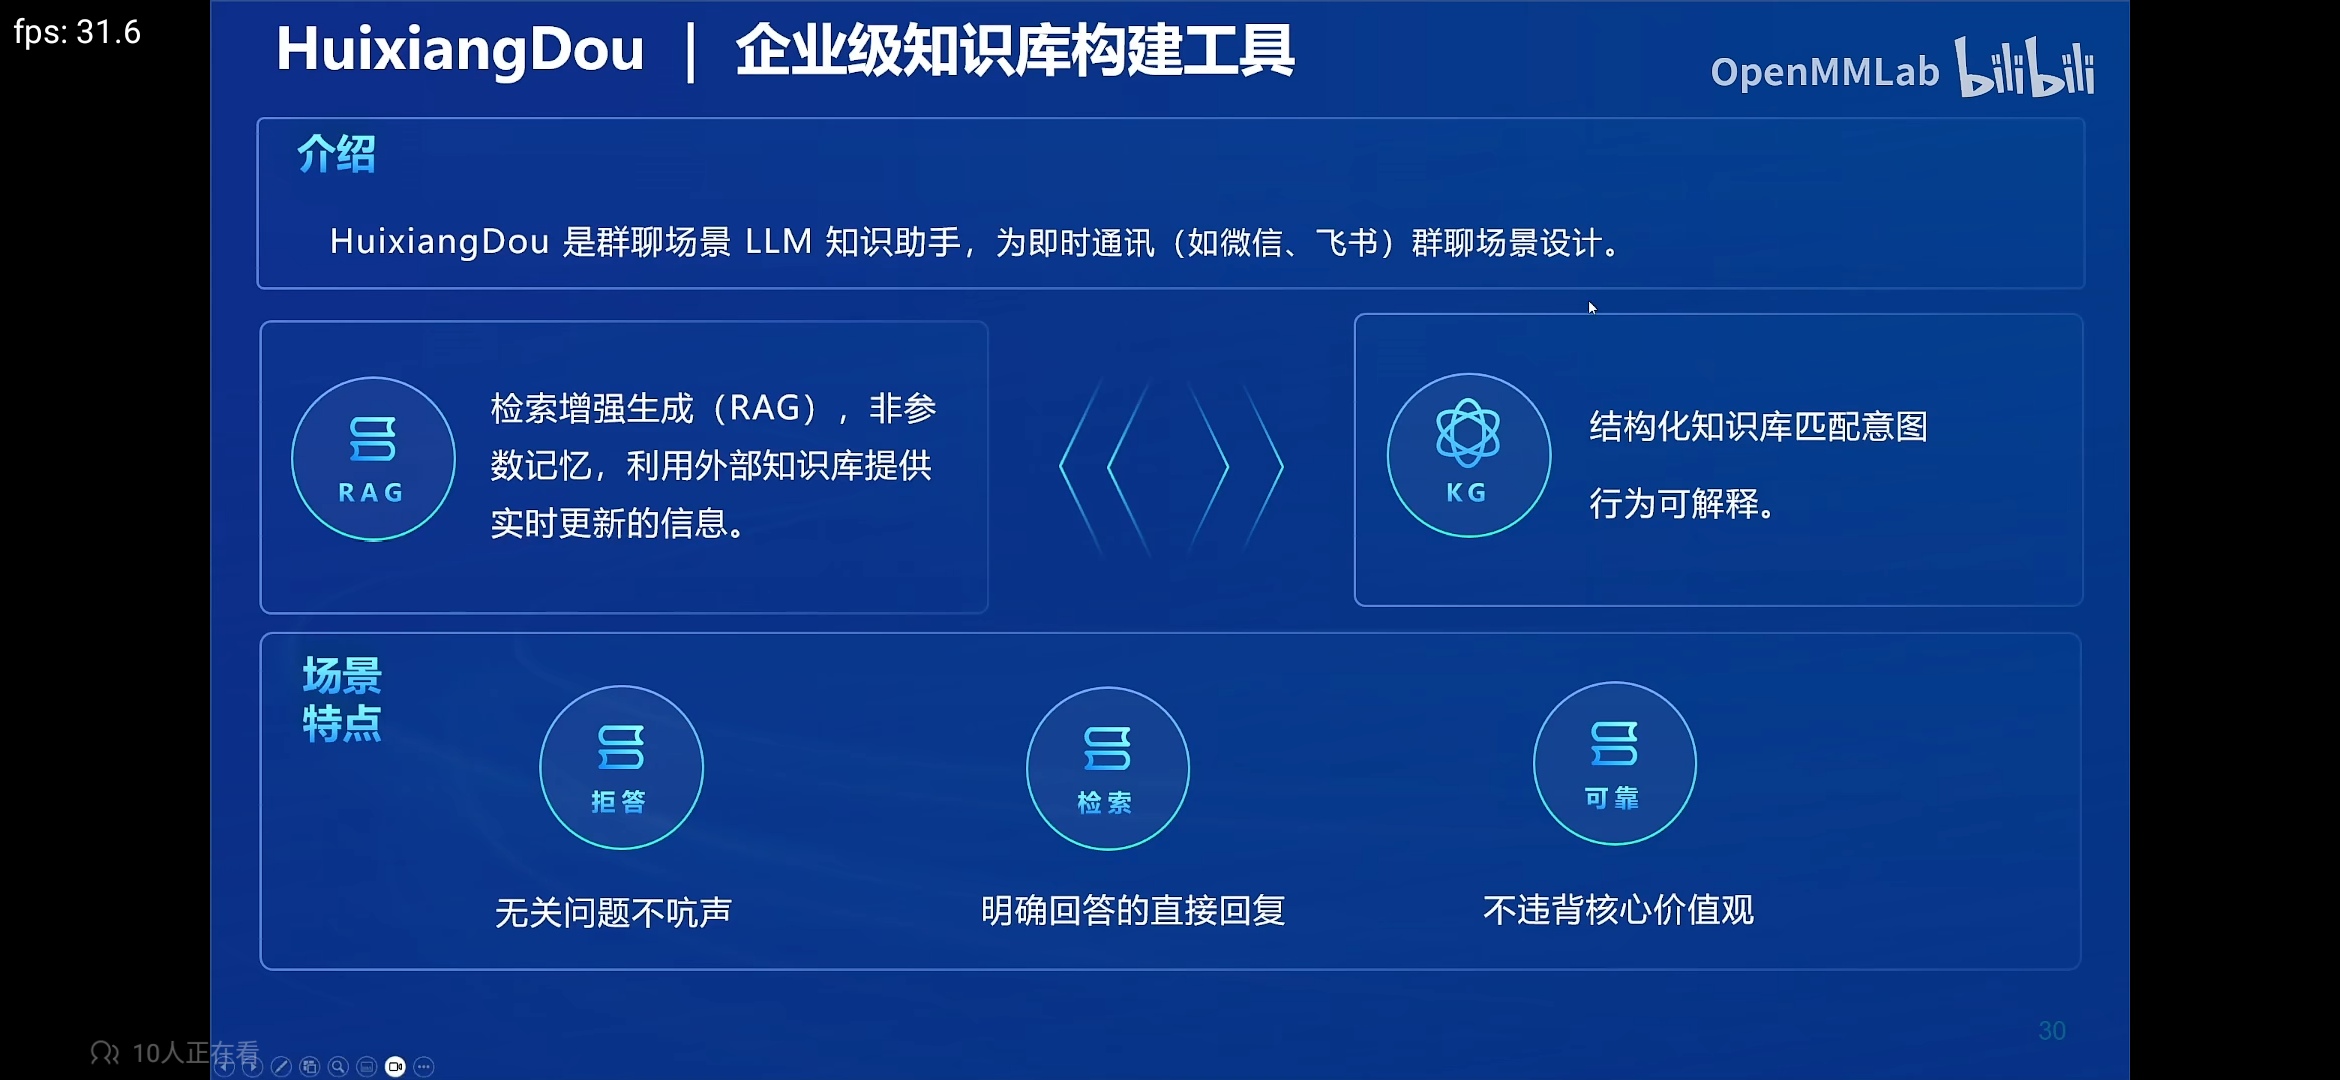 fps: 31.6
HuixiangDou | 企业级知识库构建工具
OpenMMLab bilibili
介绍
HuixiangDou 是群聊场景 LLM 知识助手，为即时通讯（如微信、飞书）群聊场景设计。
RAG
检索增强生成（RAG），非参
数记忆，利用外部知识库提供
实时更新的信息。
KG
结构化知识库匹配意图
行为可解释。
场景
特点
拒答
无关问题不吭声
检索
明确回答的直接回复
可靠
不违背核心价值观
30
10人正在看